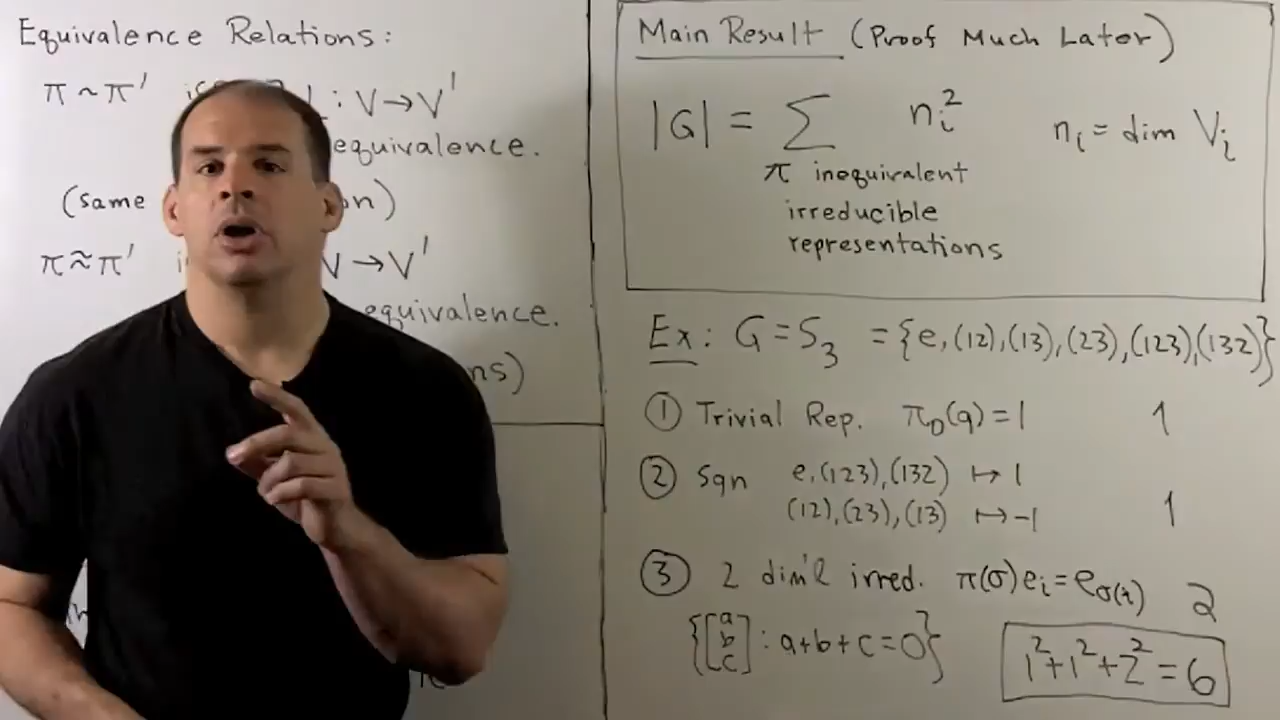 Equivalence Relations:
π ~ π' : V → V'
equivalence.
(same
π ≈ π' V → V'
equivalence.
Main Result (Proof Much Later)
|G| = Σ n_i^2 n_i = dim V_i
π inequivalent
irreducible
representations
Ex: G = S_3 = {e, (12), (13), (23), (123), (132)}
① Trivial Rep. π_0(g) = 1 1
② Sgn e, (123), (132) ↦ 1
(12), (23), (13) ↦ -1 1
③ 2 dim'l irred. π(σ)e_i = e_σ(i) 2
{[a b c] : a+b+c=0}
1^2+1^2+2^2=6